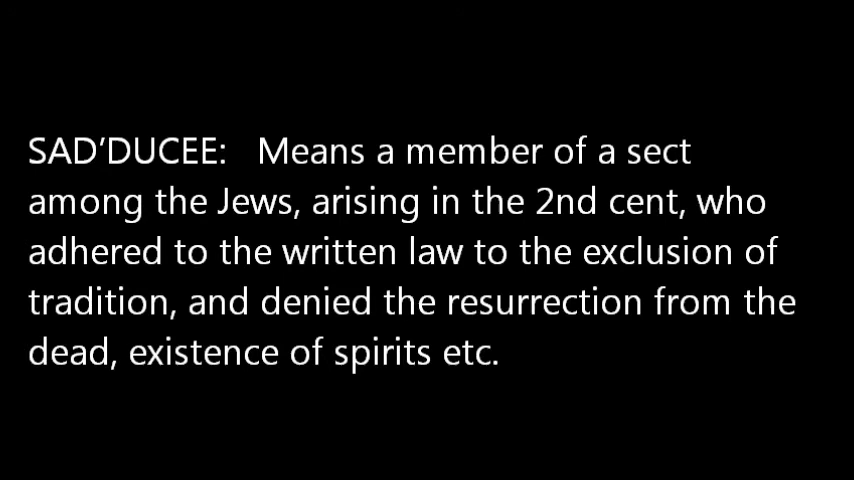 SAD’DUCEE:   Means a member of a sect
among the Jews, arising in the 2nd cent, who
adhered to the written law to the exclusion of
tradition, and denied the resurrection from the
dead, existence of spirits etc.